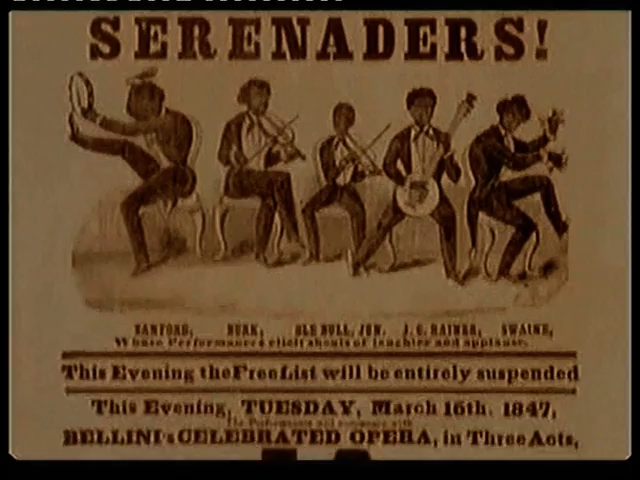 SERENADERS!
SANFORD, BURK, OLE BULL, JUN. J. C. RAINER, SWAINE,
Whose Performances elicit shouts of laughter and applause.
This Evening the Free List will be entirely suspended
This Evening, TUESDAY, March 16th, 1847,
The Performance will commence with
BELLINI's CELEBRATED OPERA, in Three Acts,